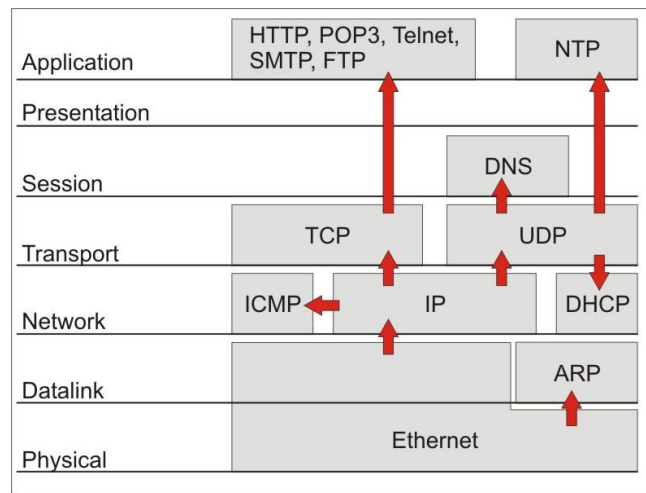 Application
HTTP, POP3, Telnet,
SMTP, FTP
NTP
Presentation
Session
DNS
Transport
TCP
UDP
Network
ICMP
IP
DHCP
Datalink
ARP
Physical
Ethernet